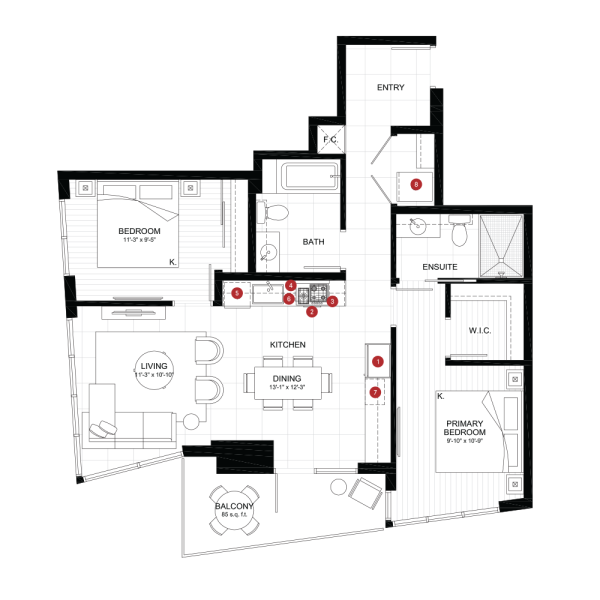 ENTRY
F.C.
8
BEDROOM
11'-3" x 9'-5"
K.
BATH
ENSUITE
5
4
6
3
2
W.I.C.
KITCHEN
LIVING
11'-3" x 10'-10"
DINING
13'-1" x 12'-3"
1
7
K.
PRIMARY
BEDROOM
9'-10" x 10'-9"
BALCONY
85 s.q. f.t.